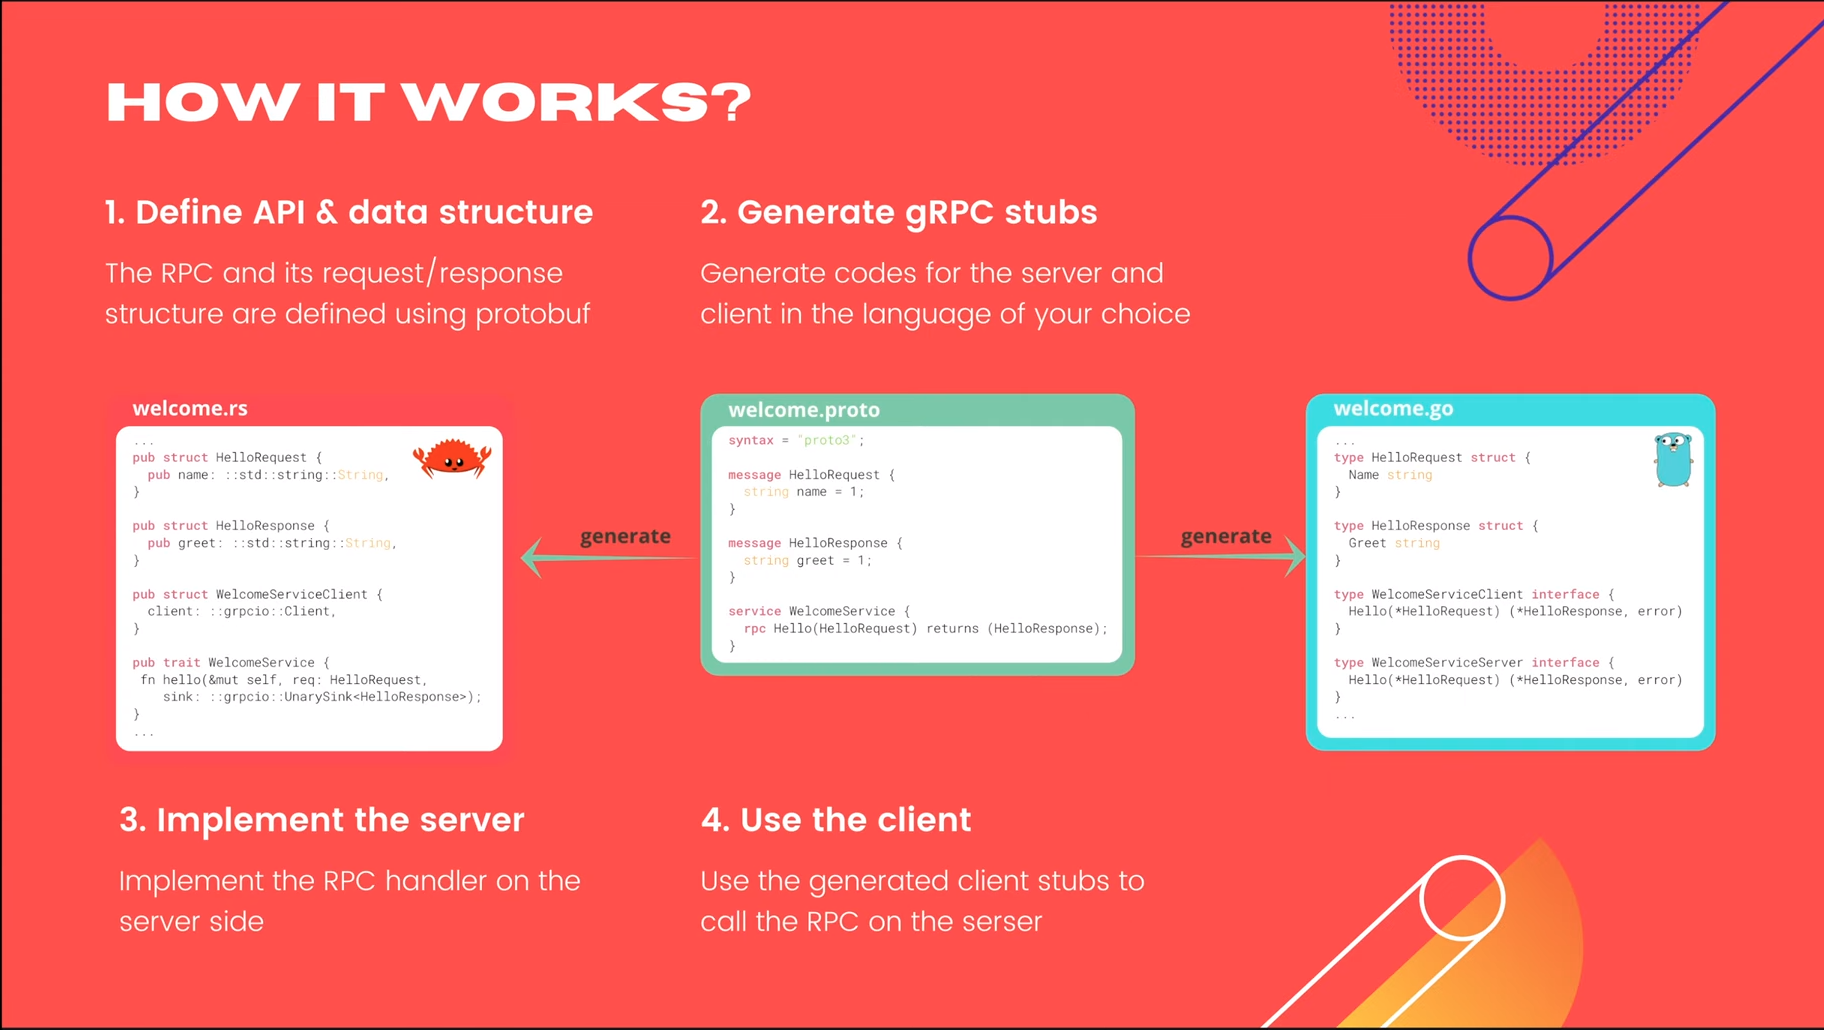 HOW IT WORKS?
1. Define API & data structure
The RPC and its request/response
structure are defined using protobuf
2. Generate gRPC stubs
Generate codes for the server and
client in the language of your choice
welcome.rs
...
pub struct HelloRequest {
  pub name: ::std::string::String,
}
pub struct HelloResponse {
  pub greet: ::std::string::String,
}
pub struct WelcomeServiceClient {
  client: ::grpcio::Client,
}
pub trait WelcomeService {
 fn hello(&mut self, req: HelloRequest,
    sink: ::grpcio::UnarySink<HelloResponse>);
}
...
generate
welcome.proto
syntax = "proto3";
message HelloRequest {
  string name = 1;
}
message HelloResponse {
  string greet = 1;
}
service WelcomeService {
  rpc Hello(HelloRequest) returns (HelloResponse);
}
generate
welcome.go
...
type HelloRequest struct {
  Name string
}
type HelloResponse struct {
  Greet string
}
type WelcomeServiceClient interface {
  Hello(*HelloRequest) (*HelloResponse, error)
}
type WelcomeServiceServer interface {
  Hello(*HelloRequest) (*HelloResponse, error)
}
...
3. Implement the server
Implement the RPC handler on the
server side
4. Use the client
Use the generated client stubs to
call the RPC on the serser